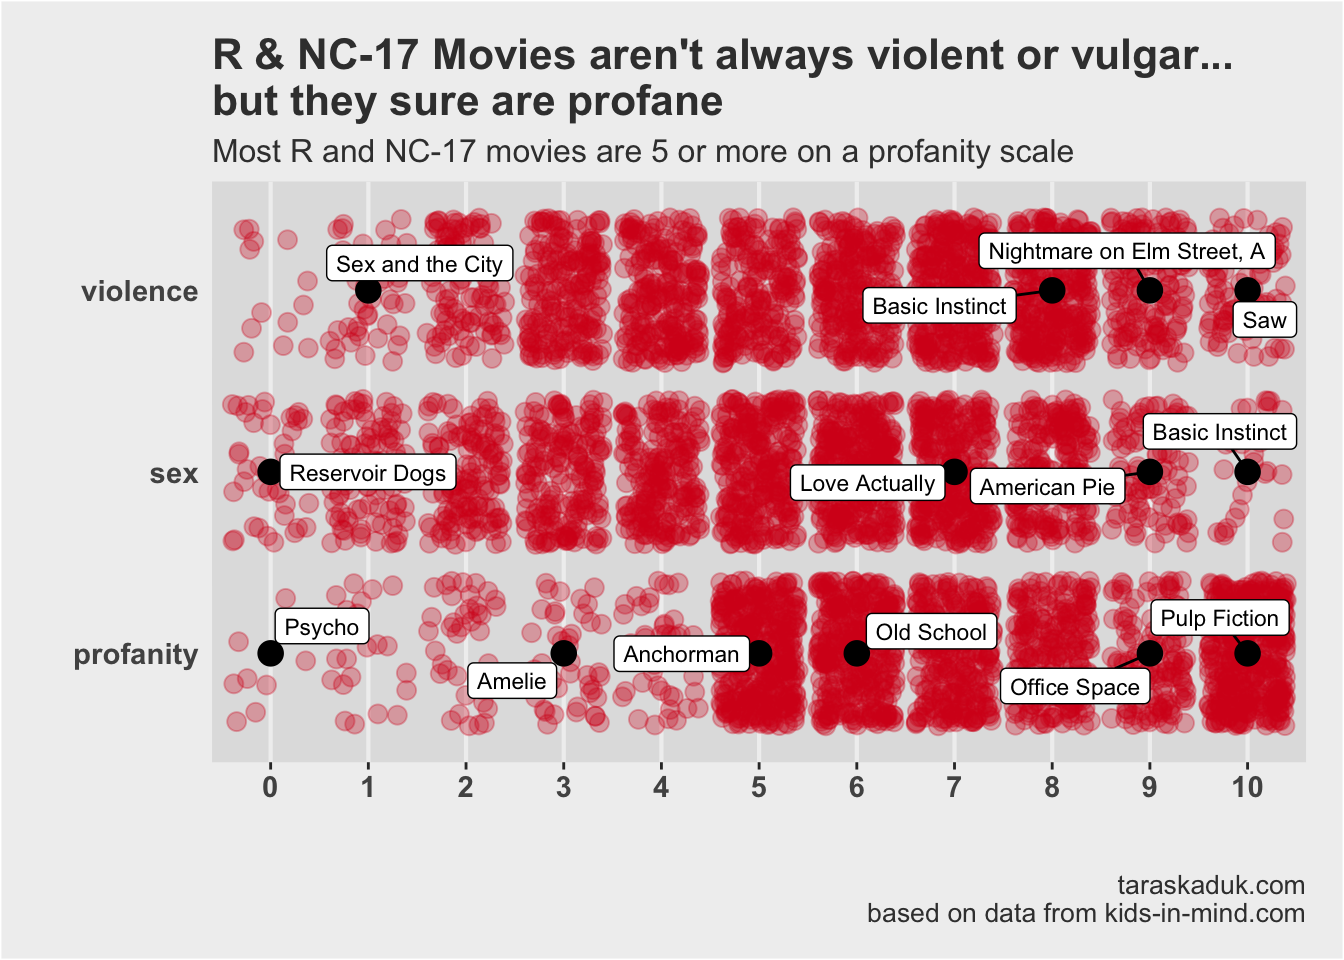 R & NC-17 Movies aren't always violent or vulgar...
but they sure are profane
Most R and NC-17 movies are 5 or more on a profanity scale
violence
Sex and the City
Nightmare on Elm Street, A
Basic Instinct
Saw
sex
Reservoir Dogs
Love Actually
American Pie
Basic Instinct
profanity
Psycho
Amelie
Anchorman
Old School
Office Space
Pulp Fiction
0 1 2 3 4 5 6 7 8 9 10
taraskaduk.com
based on data from kids-in-mind.com